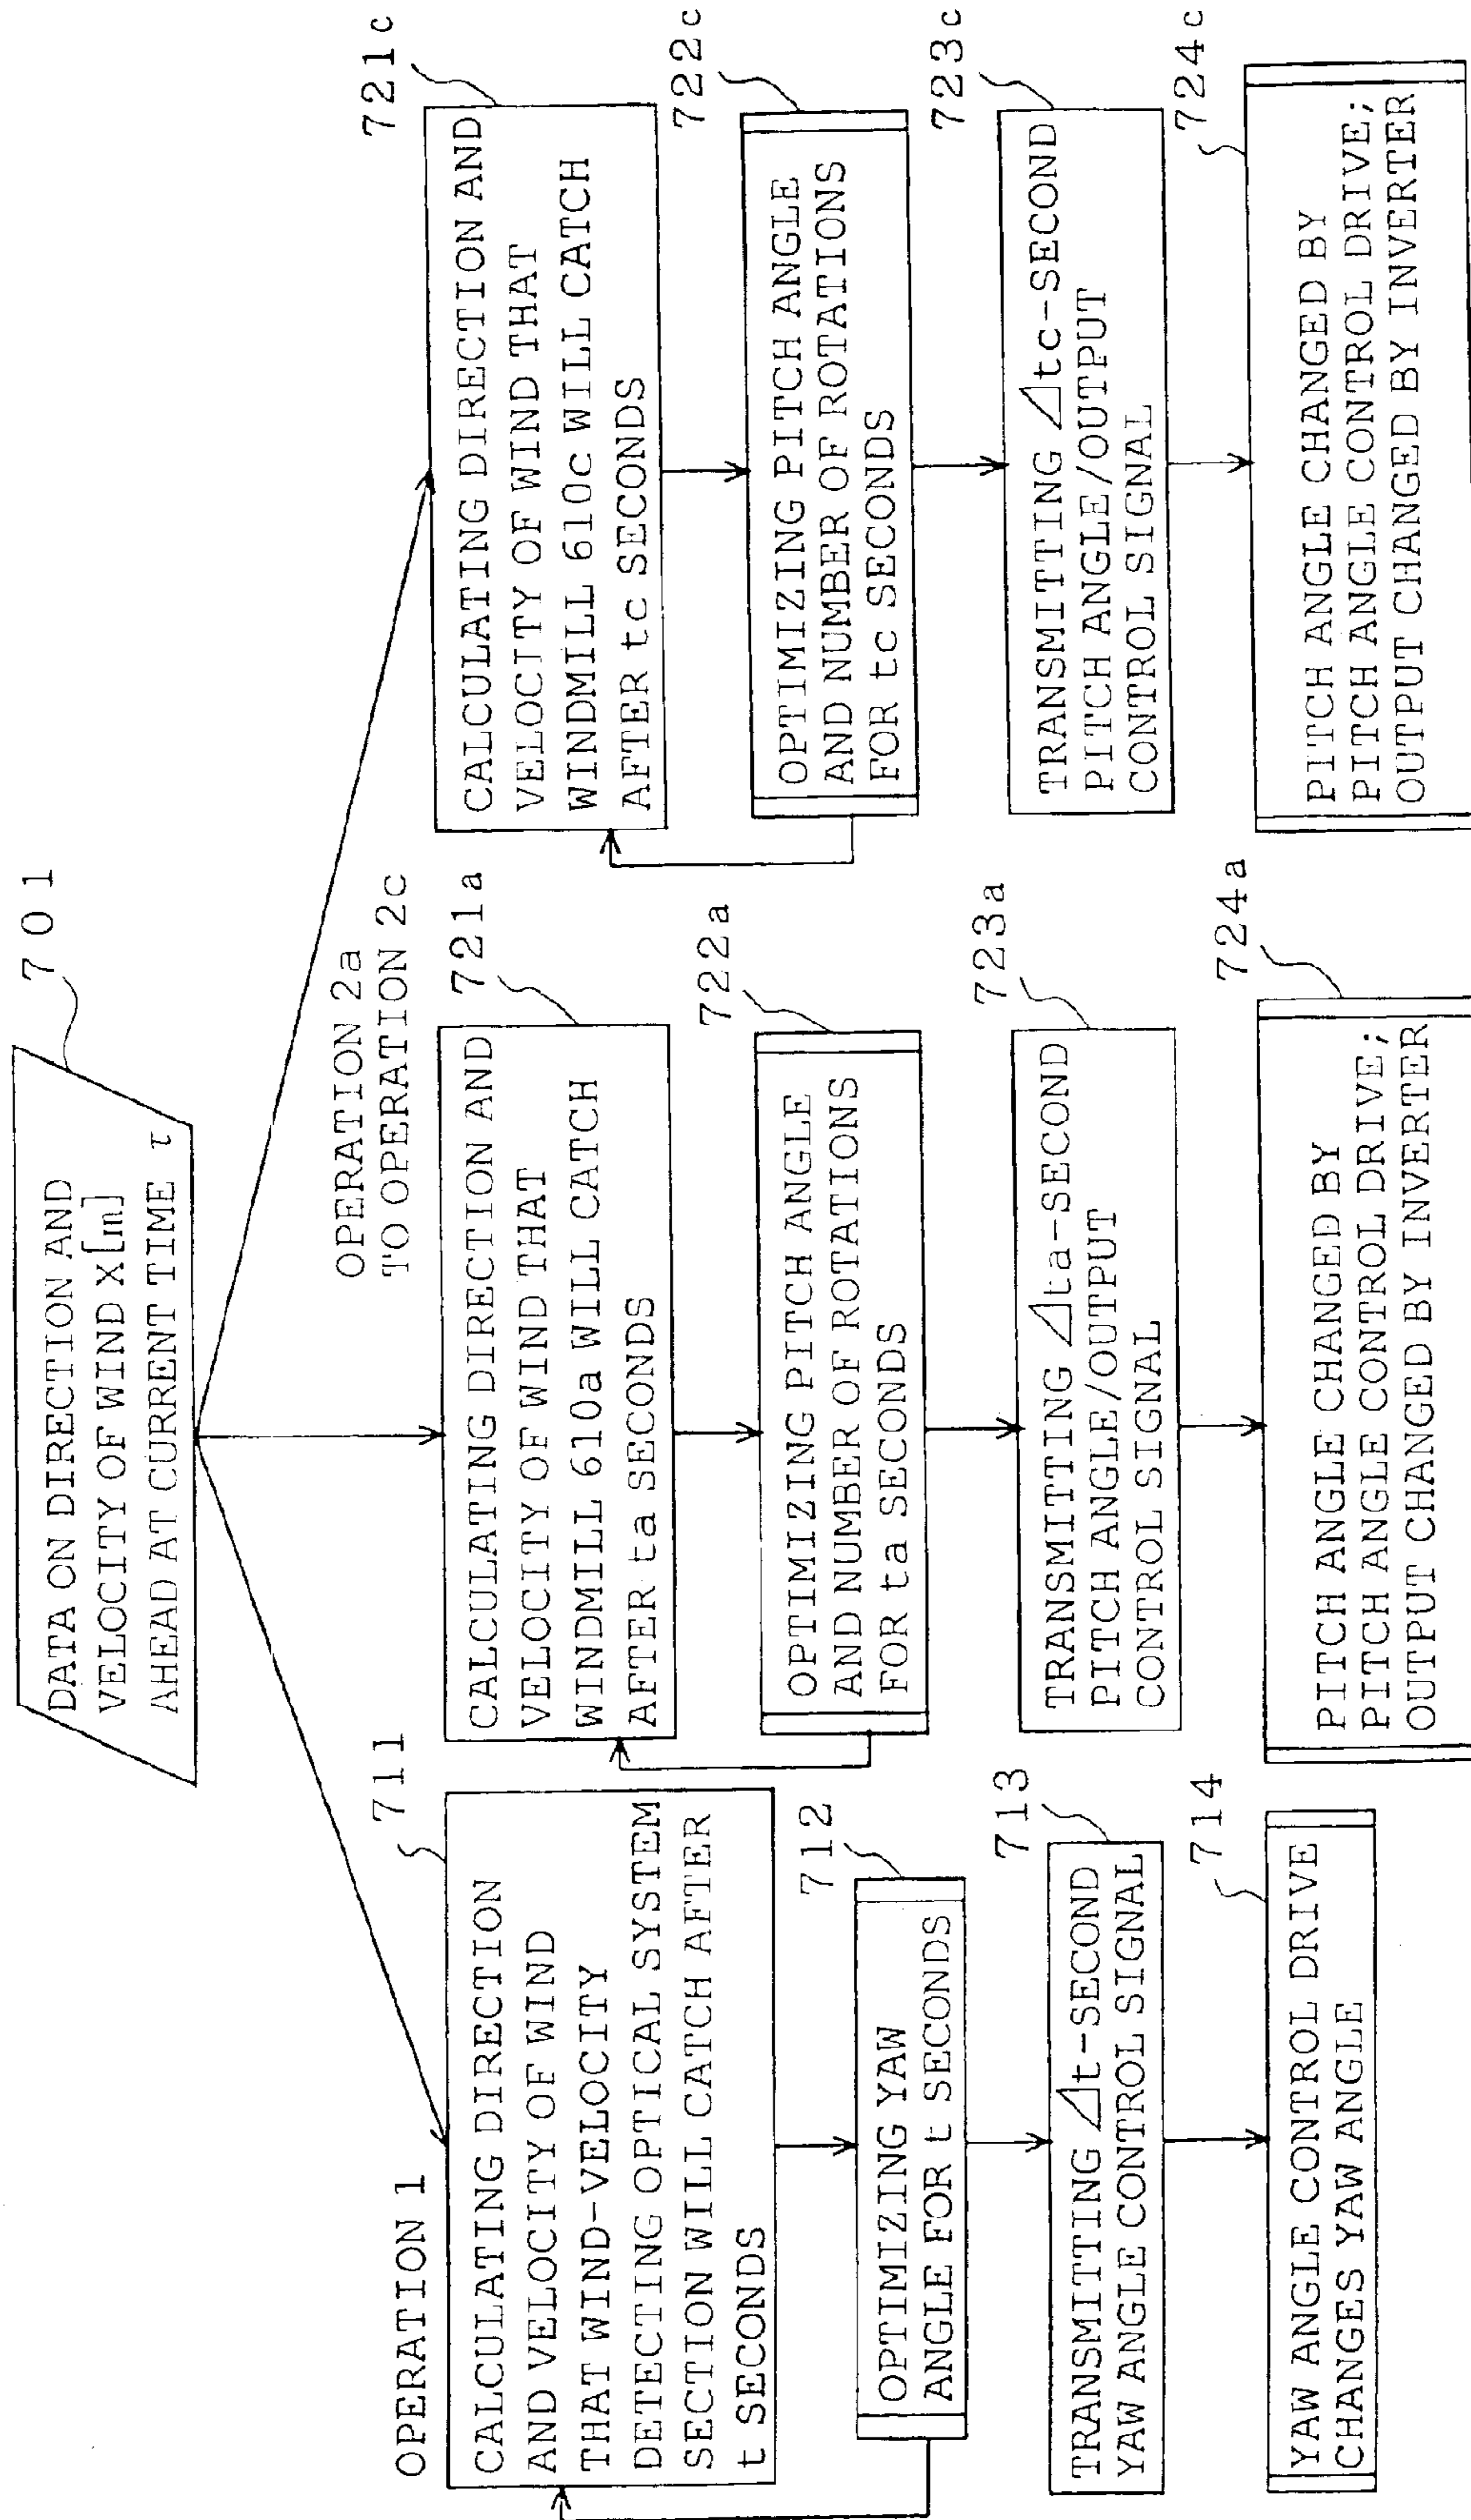 701
DATA ON DIRECTION AND
VELOCITY OF WIND X[m]
AHEAD AT CURRENT TIME τ
OPERATION 1
711
CALCULATING DIRECTION
AND VELOCITY OF WIND
THAT WIND-VELOCITY
DETECTING OPTICAL SYSTEM
SECTION WILL CATCH AFTER
t SECONDS
712
OPTIMIZING YAW
ANGLE FOR t SECONDS
713
TRANSMITTING ⊿t-SECOND
YAW ANGLE CONTROL SIGNAL
714
YAW ANGLE CONTROL DRIVE
CHANGES YAW ANGLE
OPERATION 2a
TO OPERATION 2c
721a
CALCULATING DIRECTION AND
VELOCITY OF WIND THAT
WINDMILL 610a WILL CATCH
AFTER ta SECONDS
722a
OPTIMIZING PITCH ANGLE
AND NUMBER OF ROTATIONS
FOR ta SECONDS
723a
TRANSMITTING ⊿ta-SECOND
PITCH ANGLE/OUTPUT
CONTROL SIGNAL
724a
PITCH ANGLE CHANGED BY
PITCH ANGLE CONTROL DRIVE;
OUTPUT CHANGED BY INVERTER
721c
CALCULATING DIRECTION AND
VELOCITY OF WIND THAT
WINDMILL 610c WILL CATCH
AFTER tc SECONDS
722c
OPTIMIZING PITCH ANGLE
AND NUMBER OF ROTATIONS
FOR tc SECONDS
723c
TRANSMITTING ⊿tc-SECOND
PITCH ANGLE/OUTPUT
CONTROL SIGNAL
724c
PITCH ANGLE CHANGED BY
PITCH ANGLE CONTROL DRIVE;
OUTPUT CHANGED BY INVERTER